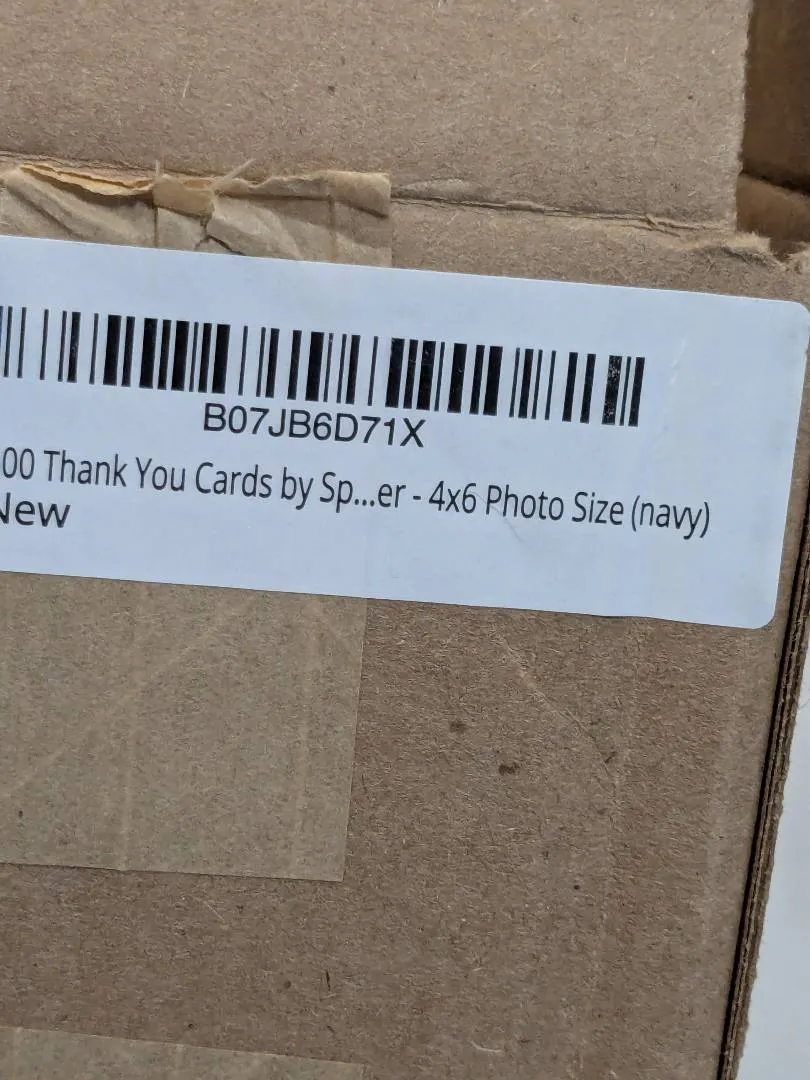 B07JB6D71X
00 Thank You Cards by Sp...er - 4x6 Photo Size (navy)
New